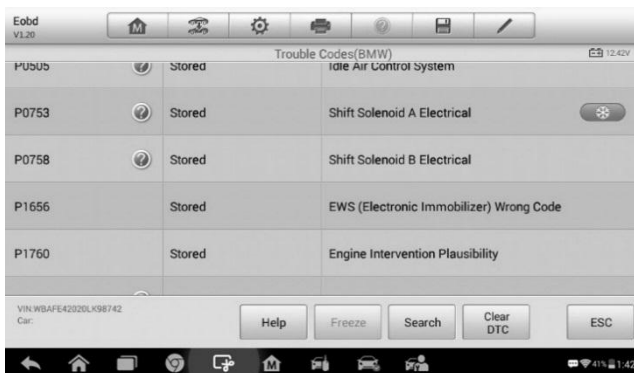 Eobd
V1.20
Trouble Codes(BMW) 12.42V
P0505 Stored Idle Air Control System
P0753 Stored Shift Solenoid A Electrical
P0758 Stored Shift Solenoid B Electrical
P1656 Stored EWS (Electronic Immobilizer) Wrong Code
P1760 Stored Engine Intervention Plausibility
VIN:WBAFE42020LK98742
Car:
Help Freeze Search Clear DTC ESC
41% 1:42